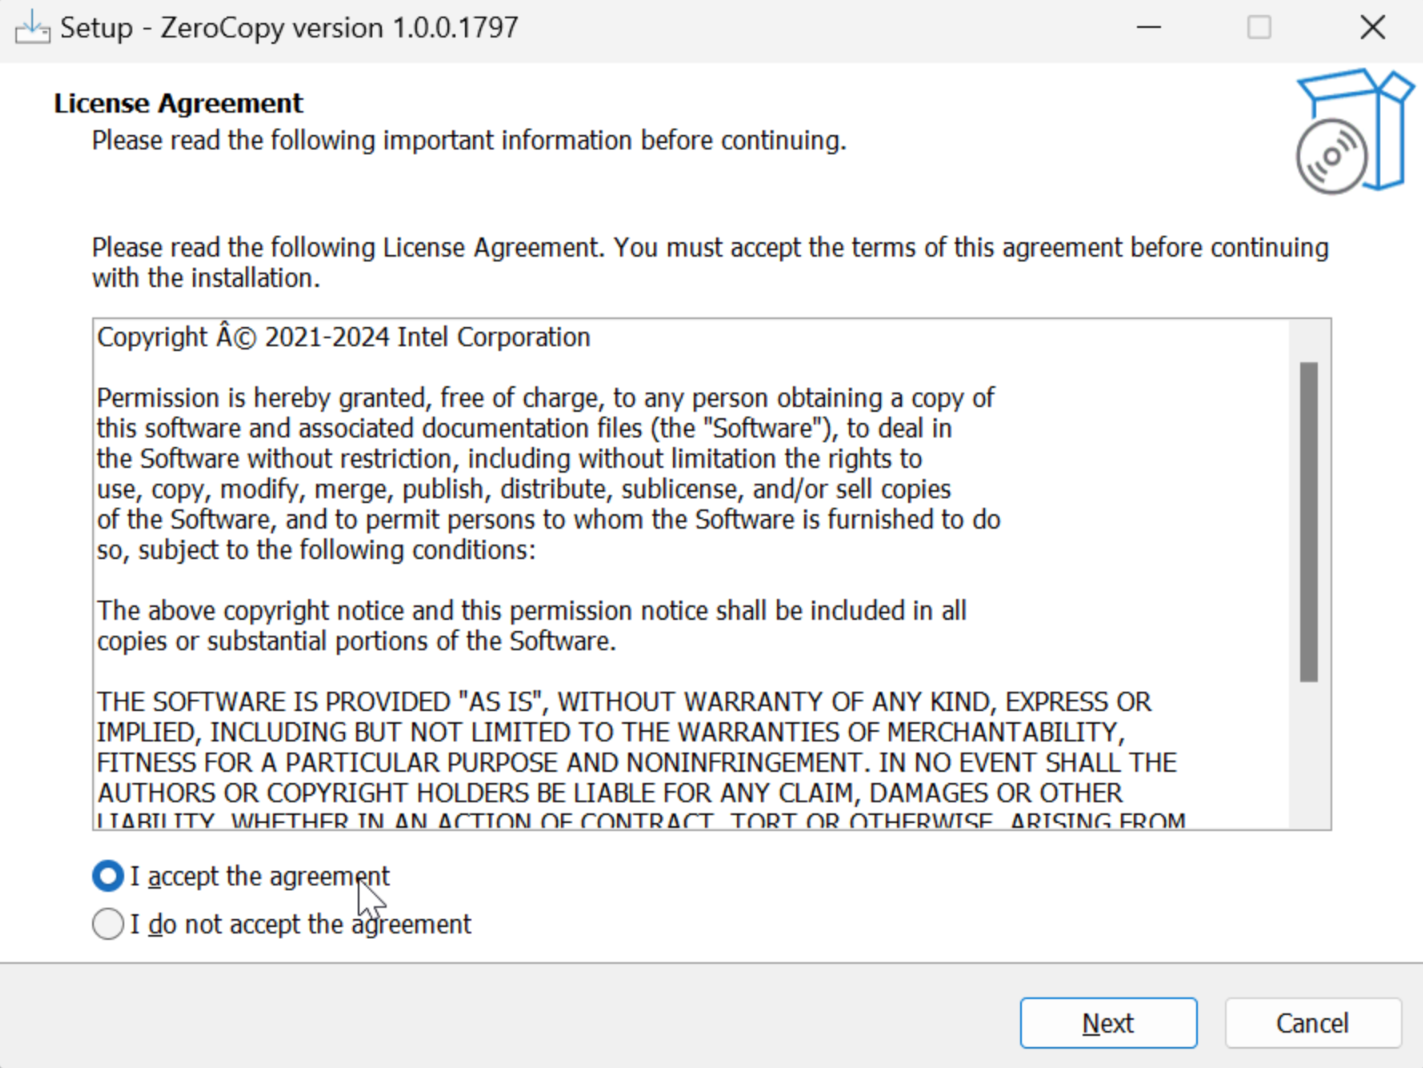 Setup - ZeroCopy version 1.0.0.1797
License Agreement
Please read the following important information before continuing.
Please read the following License Agreement. You must accept the terms of this agreement before continuing
with the installation.
Copyright Â© 2021-2024 Intel Corporation
Permission is hereby granted, free of charge, to any person obtaining a copy of
this software and associated documentation files (the "Software"), to deal in
the Software without restriction, including without limitation the rights to
use, copy, modify, merge, publish, distribute, sublicense, and/or sell copies
of the Software, and to permit persons to whom the Software is furnished to do
so, subject to the following conditions:
The above copyright notice and this permission notice shall be included in all
copies or substantial portions of the Software.
THE SOFTWARE IS PROVIDED "AS IS", WITHOUT WARRANTY OF ANY KIND, EXPRESS OR
IMPLIED, INCLUDING BUT NOT LIMITED TO THE WARRANTIES OF MERCHANTABILITY,
FITNESS FOR A PARTICULAR PURPOSE AND NONINFRINGEMENT. IN NO EVENT SHALL THE
AUTHORS OR COPYRIGHT HOLDERS BE LIABLE FOR ANY CLAIM, DAMAGES OR OTHER
LIABILITY, WHETHER IN AN ACTION OF CONTRACT, TORT OR OTHERWISE, ARISING FROM
I accept the agreement
I do not accept the agreement
Next
Cancel